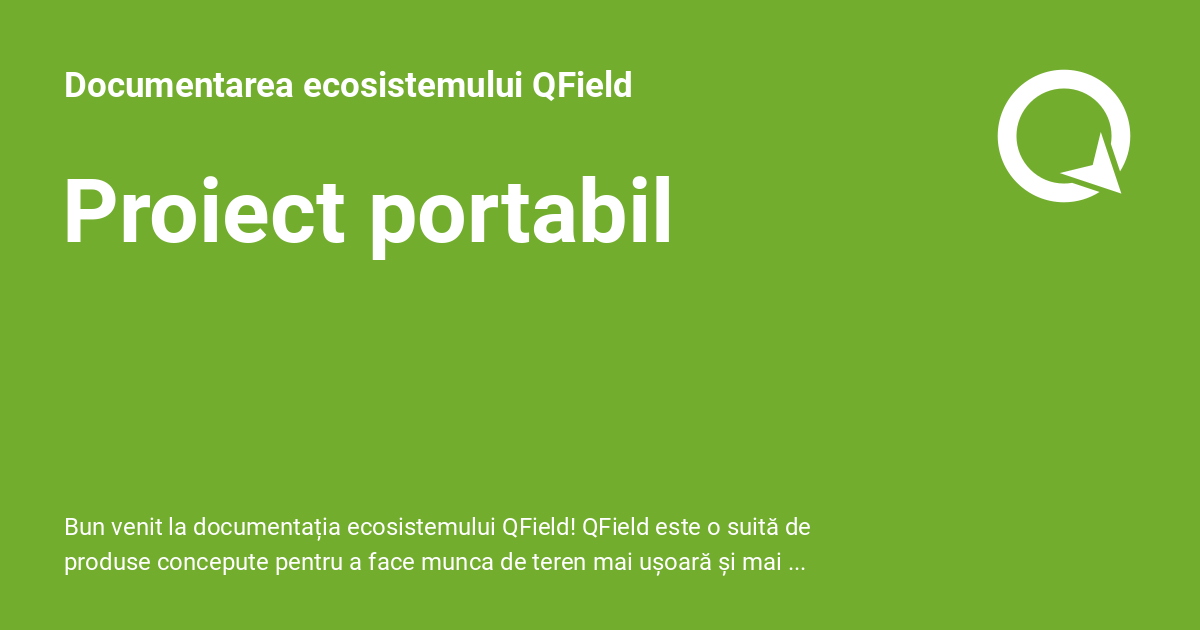 Documentarea ecosistemului QField
Proiect portabil
Bun venit la documentația ecosistemului QField! QField este o suită de
produse concepute pentru a face munca de teren mai ușoară și mai ...